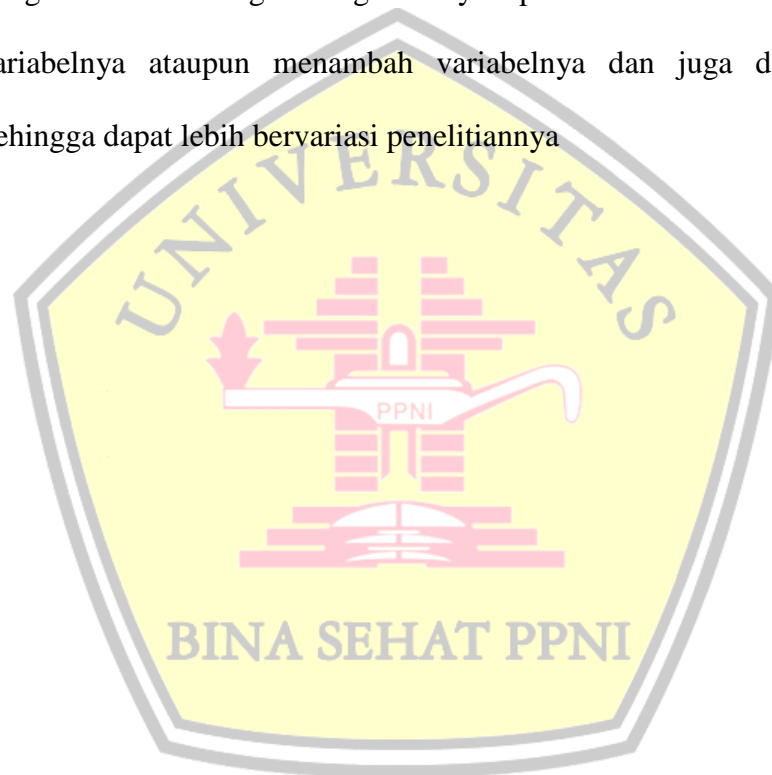 ariabelnya ataupun menambah variabelnya dan juga d
ehingga dapat lebih bervariasi penelitiannya
UNIVERSITAS
PPNI
BINA SEHAT PPNI